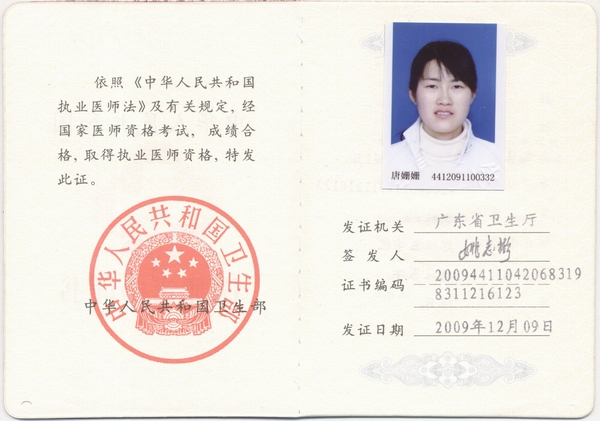 依照《中华人民共和国
执业医师法》及有关规定,经
国家医师资格考试,成绩合
格,取得执业医师资格,特发
此证。
中华人民共和国卫生部
中华人民共和国卫生部
唐姗姗 4412091100332
发证机关 广东省卫生厅
签发人
证书编码 20094411042068319
8311216123
发证日期 2009年12月09日